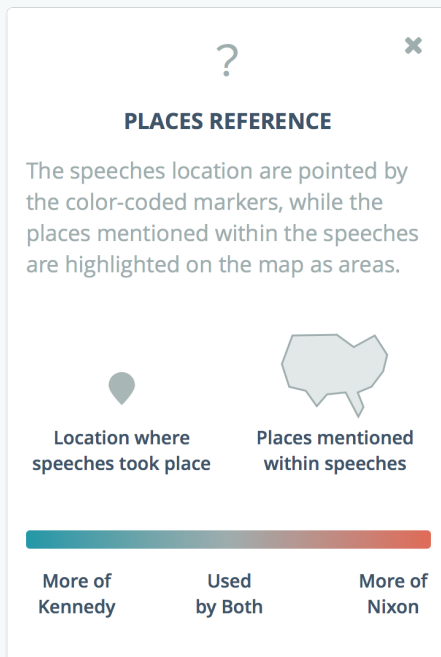 ?
PLACES REFERENCE
The speeches location are pointed by
the color-coded markers, while the
places mentioned within the speeches
are highlighted on the map as areas.
Location where
speeches took place
Places mentioned
within speeches
More of
Kennedy
Used
by Both
More of
Nixon